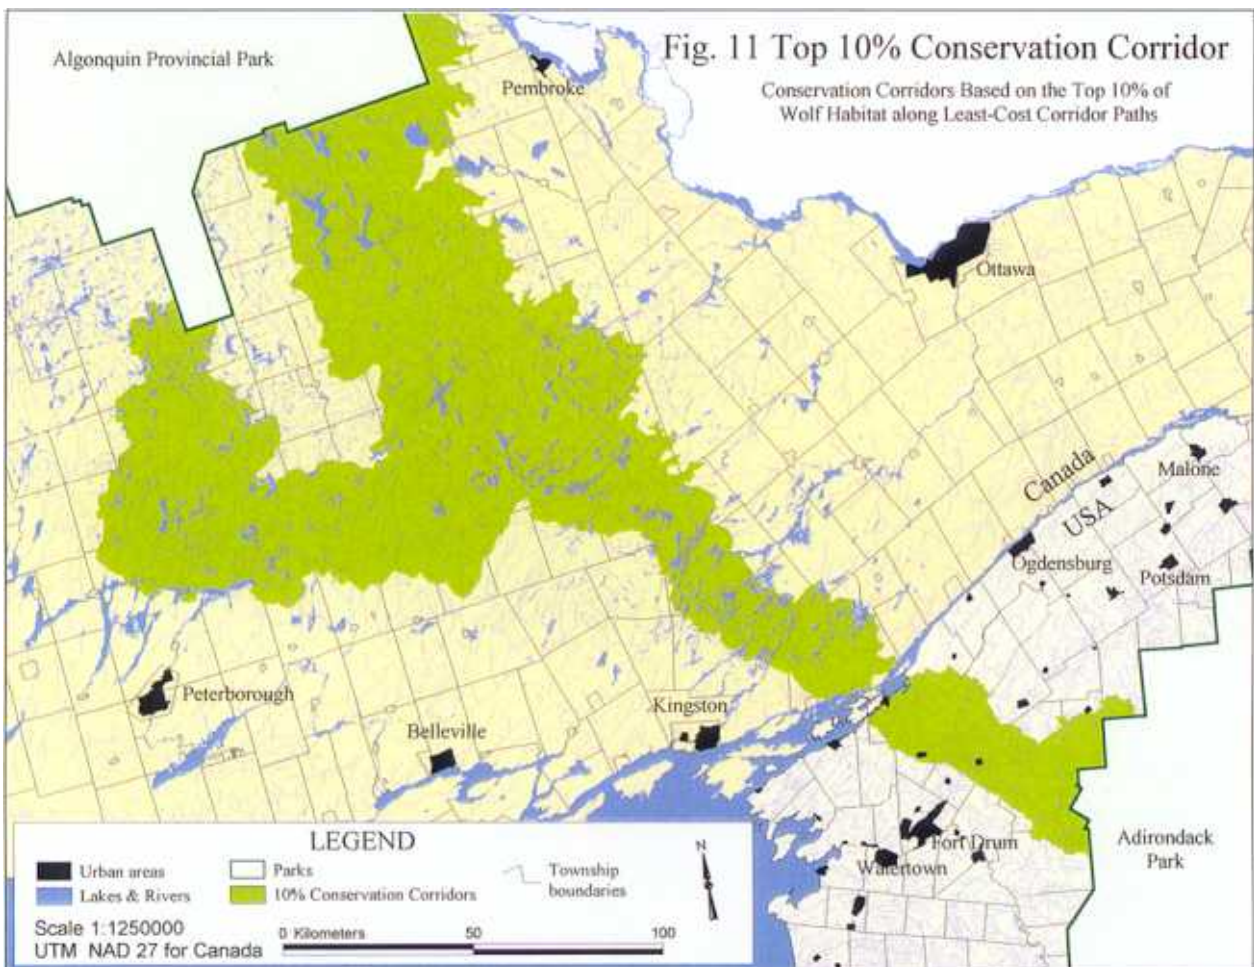 Fig. 11 Top 10% Conservation Corridor
Conservation Corridors Based on the Top 10% of
Wolf Habitat along Least-Cost Corridor Paths
Algonquin Provincial Park
Pembroke
Ottawa
Canada
USA
Malone
Ogdensburg
Potsdam
Peterborough
Belleville
Kingston
Fort Drum
Watertown
Adirondack
Park
LEGEND
Urban areas
Lakes & Rivers
Parks
10% Conservation Corridors
Township
boundaries
N
Scale 1:1250000
UTM NAD 27 for Canada
0 Kilometers 50 100